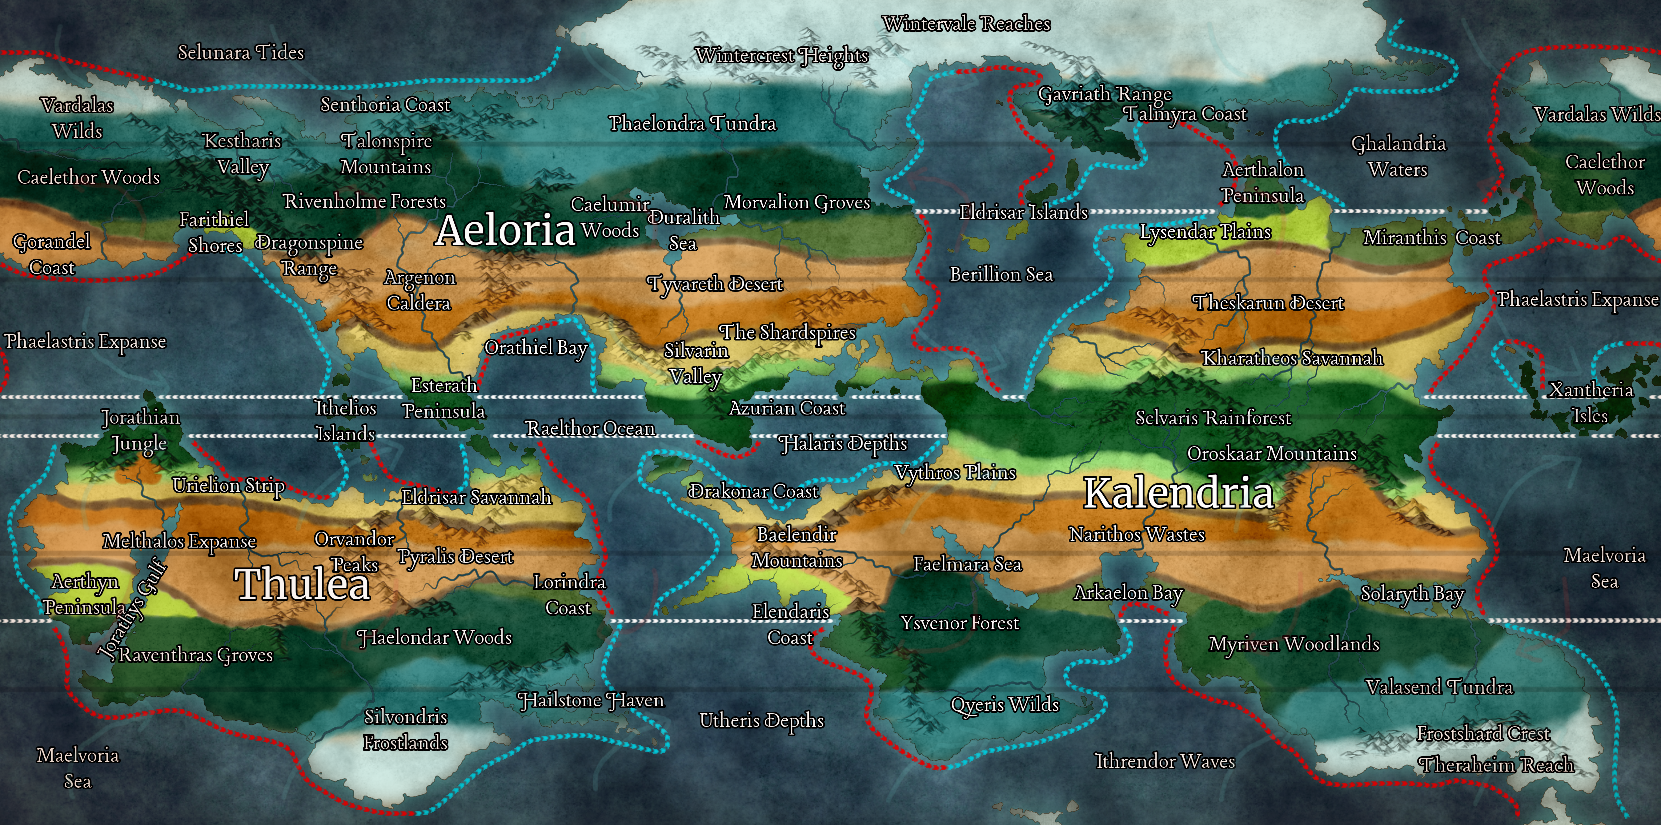 Wintervale Reaches
Selunara Tides
Wintercrest Heights
Vardalas
Wilds
Senthoria Coast
Gavriath Range
Talmyra Coast
Vardalas Wilds
Phaelondra Tundra
Kestharis
Valley
Talonspire
Mountains
Ghalandria
Waters
Caelethor Woods
Aerthalon
Peninsula
Caelethor
Woods
Rivenholme Forests
Caelumir
Woods
Morvalion Groves
Eldrisar Islands
Farithiel
Shores
Aeloria
Duralith
Sea
Lysendar Plains
Miranthis Coast
Gorandel
Coast
Dragonspine
Range
Argenon
Caldera
Tyvareth Desert
Berillion Sea
Theskarun Desert
Phaelastris Expanse
Phaelastris Expanse
The Shardspires
Orathiel Bay
Silvarin
Valley
Kharatheos Savannah
Esterath
Peninsula
Xantheria
Isles
Jorathian
Jungle
Ithelios
Islands
Azurian Coast
Selvaris Rainforest
Raelthor Ocean
Halaris Depths
Oroskaar Mountains
Vythros Plains
Urielion Strip
Eldrisar Savannah
Drakonar Coast
Kalendria
Melthalos Expanse
Orvandor
Peaks
Pyralis Desert
Baelendir
Mountains
Narithos Wastes
Faelmara Sea
Maelvoria
Sea
Aerthyn
Peninsula
Jorathys Gulf
Thulea
Lorindra
Coast
Arkaelon Bay
Solaryth Bay
Elendaris
Coast
Ysvenor Forest
Haelondar Woods
Raventhras Groves
Myriven Woodlands
Valasend Tundra
Hailstone Haven
Qyeris Wilds
Silvondris
Frostlands
Utheris Depths
Frostshard Crest
Maelvoria
Sea
Ithrendor Waves
Theraheim Reach